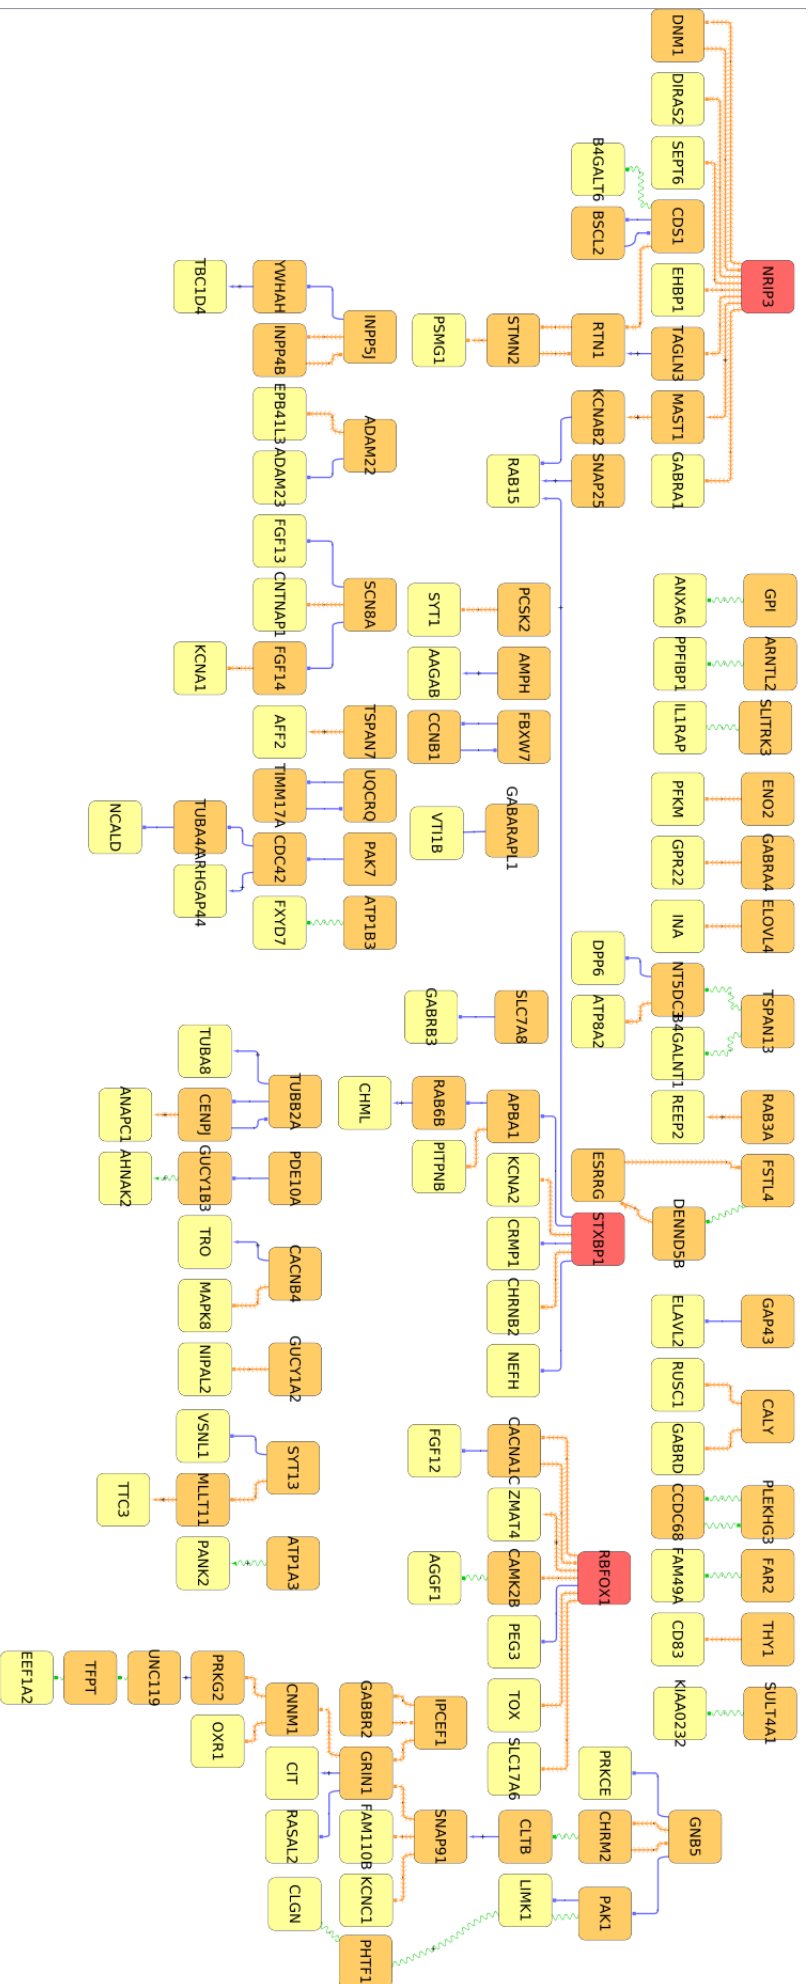 NRIP3
DNM1
DIRAS2
SEPT6
CDS1
EHBP1
TAGLN3
MAST1
GABRA1
B4GALT6
BSCL2
RTN1
KCNAB2
SNAP25
PSMG1
STMN2
RAB15
INPP5J
YWHAH
INPP4B
TBC1D4
ADAM22
EPB41L3
ADAM23
SCN8A
FGF13
CNTNAP1
FGF14
KCNA1
PCSK2
SYT1
AMPH
AAGAB
FBXW7
CCNB1
GABARAPL1
VTI1B
TSPAN7
AFF2
UQCRQ
TIMM17A
PAK7
CDC42
TUBA4A
ARHGAP44
NCALD
ATP1B3
FXYD7
GPI
ANXA6
ARNTL2
PPFIBP1
SLITRK3
IL1RAP
ENO2
PFKM
GABRA4
GPR22
ELOVL4
INA
TSPAN13
NT5DC3
B4GALNT1
DPP6
ATP8A2
RAB3A
REEP2
FSTL4
ESRRG
DENND5B
SLC7A8
GABRB3
STXBP1
APBA1
KCNA2
CRMP1
CHRNB2
NEFH
RAB6B
PITPNB
CHML
TUBB2A
TUBA8
CENPJ
ANAPC1
PDE10A
GUCY1B3
AHNAK2
CACNB4
TRO
MAPK8
GUCY1A2
NIPAL2
SYT13
VSNL1
MLLT11
TTC3
ATP1A3
PANK2
GAP43
ELAVL2
CALY
RUSC1
GABRD
PLEKHG3
CCDC68
FAR2
FAM49A
THY1
CD83
SULT4A1
KIAA0232
RBFOX1
CACNA1C
ZMAT4
CAMK2B
PEG3
TOX
SLC17A6
FGF12
AGGF1
GNB5
PRKCE
CHRM2
PAK1
CLTB
LIMK1
IPCEF1
SNAP91
GABBR2
GRIN1
FAM110B
KCNC1
PHTF1
CNNM1
CIT
RASAL2
CLGN
PRKG2
OXR1
UNC119
TFPT
EEF1A2